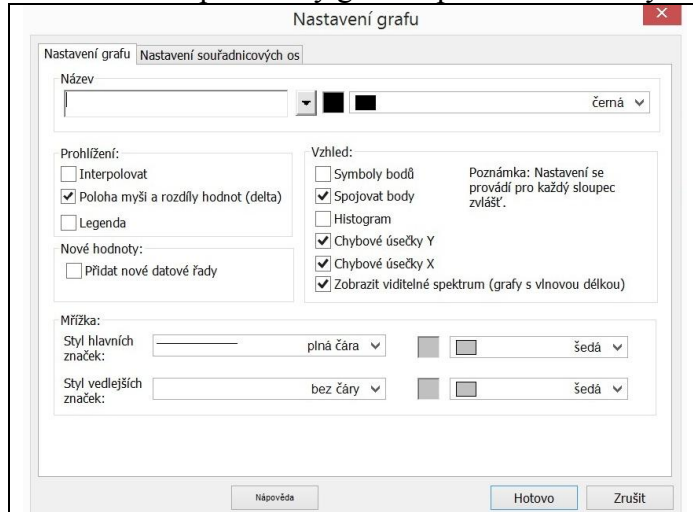 Nastavení grafu
Nastavení grafu Nastavení souřadnicových os
Název
černá
Prohlížení:
Interpolovat
Poloha myši a rozdíly hodnot (delta)
Legenda
Nové hodnoty:
Přidat nové datové řady
Vzhled:
Symboly bodů
Spojovat body
Histogram
Chybové úsečky Y
Chybové úsečky X
Zobrazit viditelné spektrum (grafy s vlnovou délkou)
Poznámka: Nastavení se
provádí pro každý sloupec
zvlášť.
Mřížka:
Styl hlavních
značek:
plná čára
šedá
Styl vedlejších
značek:
bez čáry
šedá
Nápověda
Hotovo
Zrušit